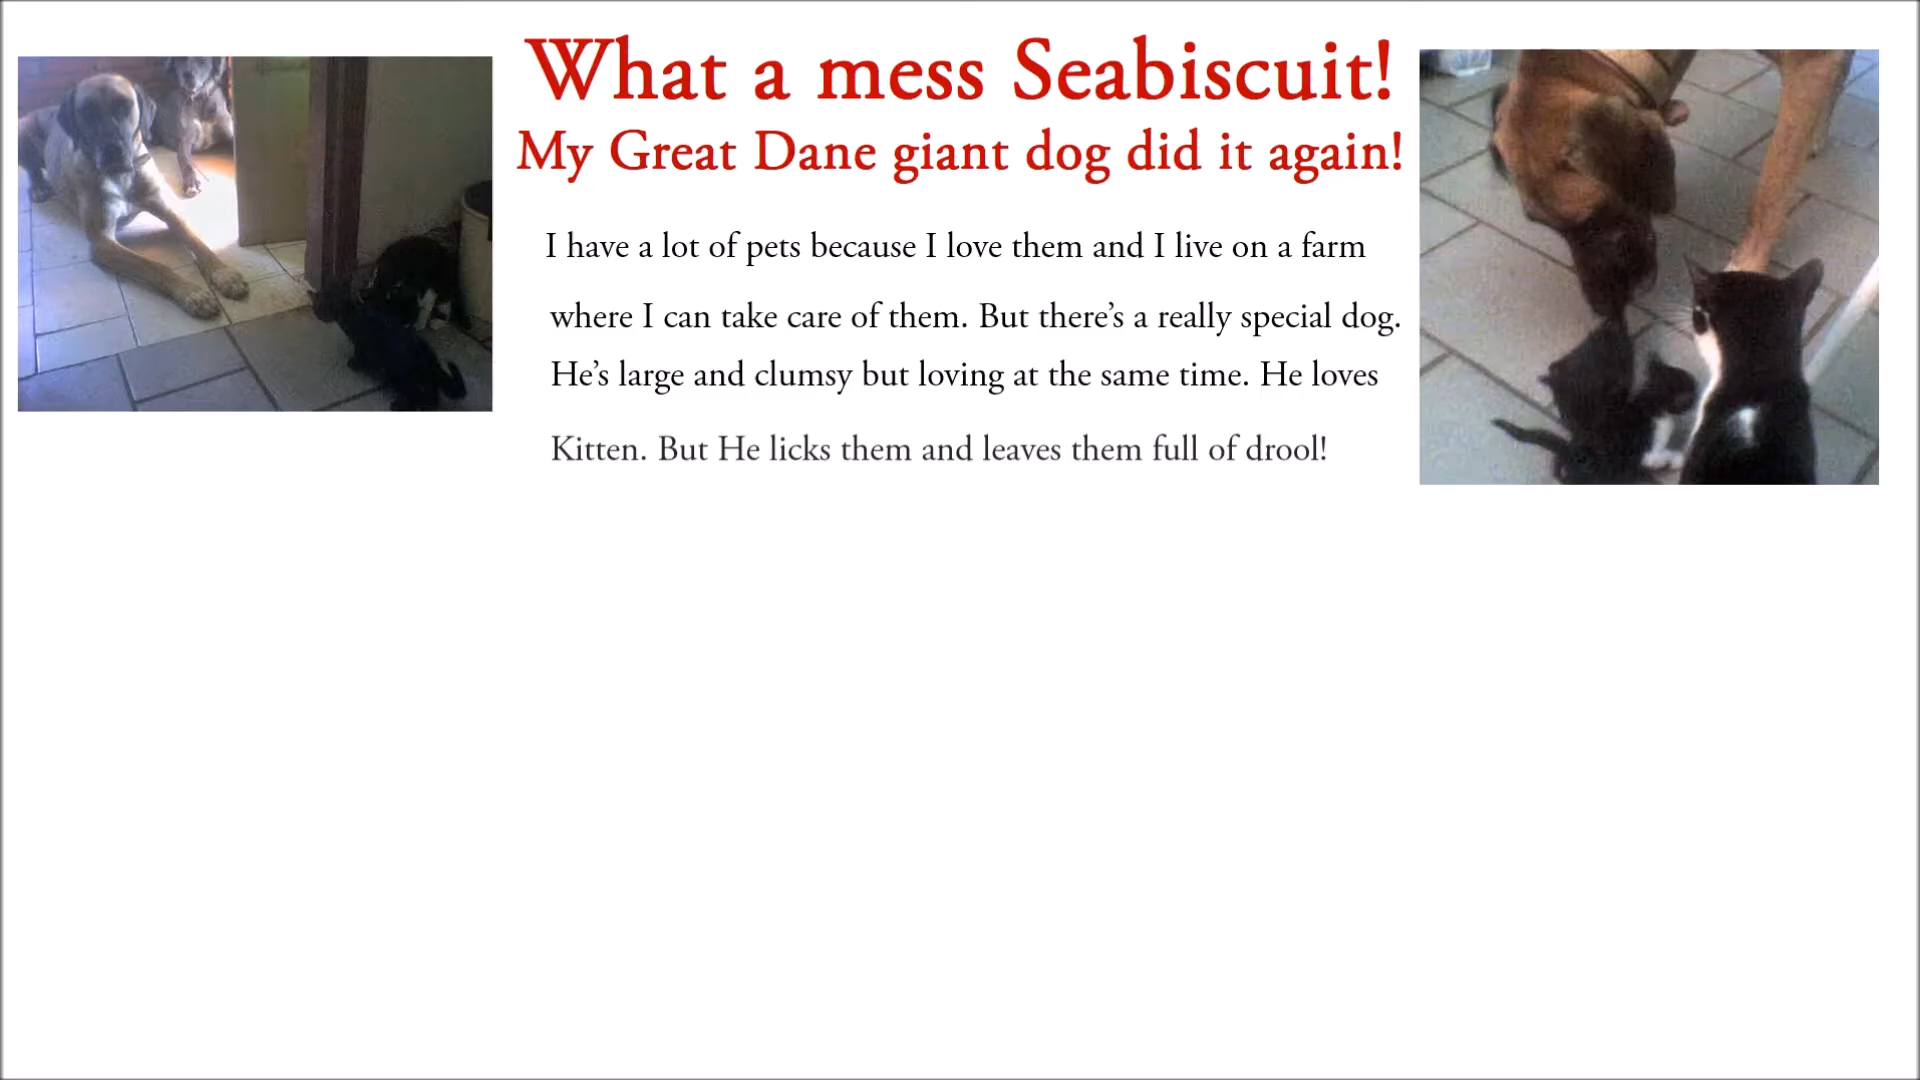 What a mess Seabiscuit!
My Great Dane giant dog did it again!
I have a lot of pets because I love them and I live on a farm
where I can take care of them. But there’s a really special dog.
He’s large and clumsy but loving at the same time. He loves
Kitten. But He licks them and leaves them full of drool!